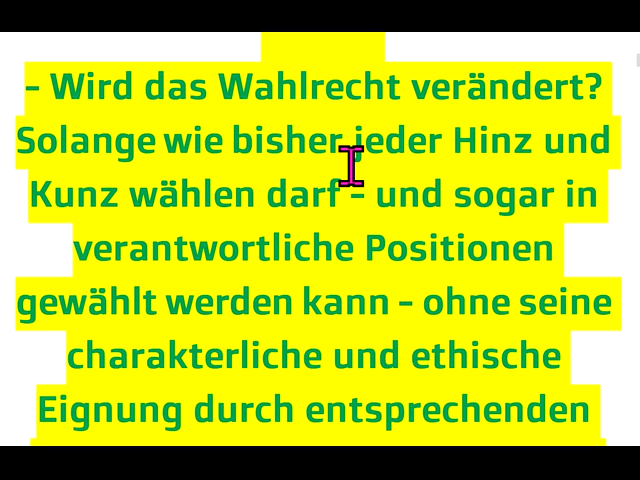 – Wird das Wahlrecht verändert?
Solange wie bisher jeder Hinz und
Kunz wählen darf – und sogar in
verantwortliche Positionen
gewählt werden kann – ohne seine
charakterliche und ethische
Eignung durch entsprechenden